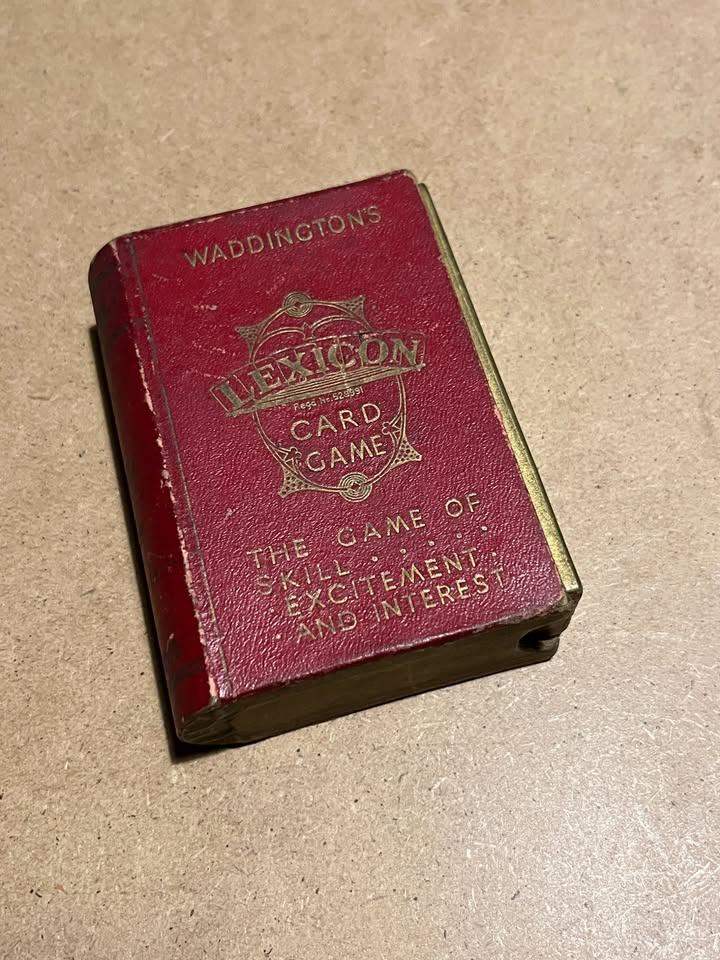 WADDINGTON'S
LEXICON
CARD
GAME
THE GAME OF
SKILL . . . . .
EXCITEMENT .
. AND INTEREST